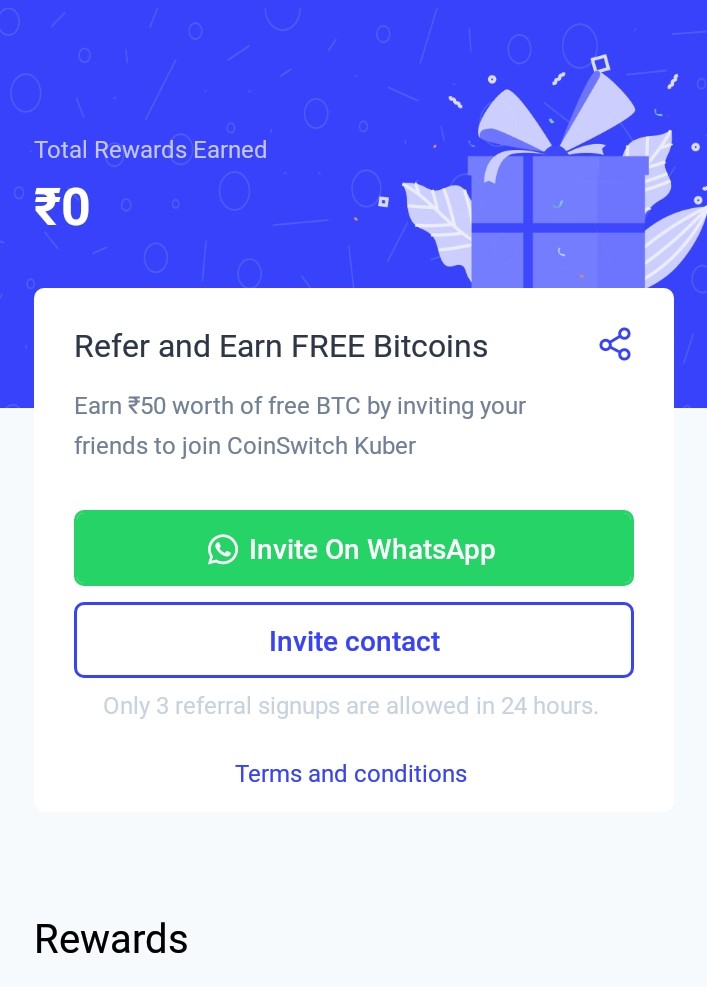 Total Rewards Earned
₹0
Refer and Earn FREE Bitcoins
Earn ₹50 worth of free BTC by inviting your
friends to join CoinSwitch Kuber
Invite On WhatsApp
Invite contact
Only 3 referral signups are allowed in 24 hours.
Terms and conditions
Rewards